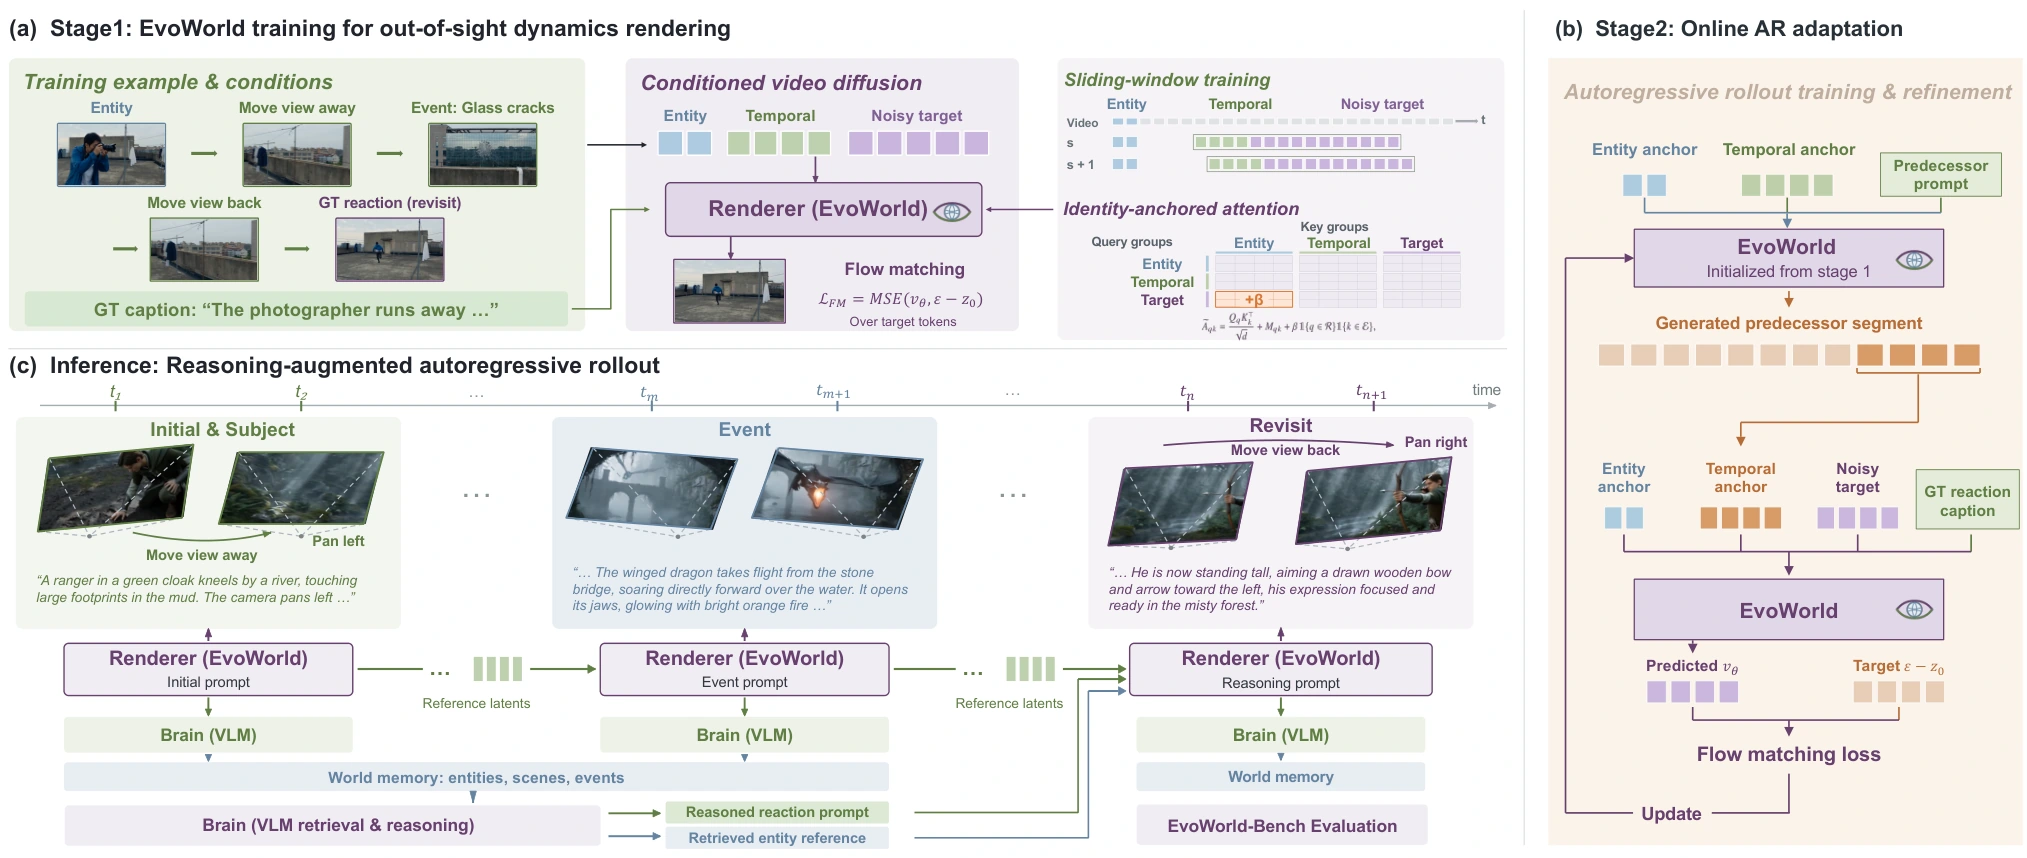 (a) Stage1: EvoWorld training for out-of-sight dynamics rendering
Training example & conditions
Entity
Move view away
Event: Glass cracks
Move view back
GT reaction (revisit)
GT caption: “The photographer runs away …”
Conditioned video diffusion
Entity
Temporal
Noisy target
Renderer (EvoWorld)
Flow matching
ℒ_FM = MSE(v_θ, ε − z_0)
Over target tokens
Sliding-window training
Entity
Temporal
Noisy target
Video
t
s
s + 1
Identity-anchored attention
Key groups
Query groups
Entity
Temporal
Target
Entity
Temporal
Target
+β
Ã_qk = Q_q K_k^⊤ / √d + M_qk + β 𝟙{q ∈ ℛ}𝟙{k ∈ ℰ},
(b) Stage2: Online AR adaptation
Autoregressive rollout training & refinement
Entity anchor
Temporal anchor
Predecessor
prompt
EvoWorld
Initialized from stage 1
Generated predecessor segment
Entity
anchor
Temporal
anchor
Noisy
target
GT reaction
caption
EvoWorld
Predicted v_θ
Target ε − z_0
Flow matching loss
Update
(c) Inference: Reasoning-augmented autoregressive rollout
t_1
t_2
…
t_m
t_m+1
…
t_n
t_n+1
time
Initial & Subject
Move view away
Pan left
“A ranger in a green cloak kneels by a river, touching
large footprints in the mud. The camera pans left …”
...
Event
“… The winged dragon takes flight from the stone
bridge, soaring directly forward over the water. It opens
its jaws, glowing with bright orange fire …”
...
Revisit
Move view back
Pan right
“… He is now standing tall, aiming a drawn wooden bow
and arrow toward the left, his expression focused and
ready in the misty forest.”
Renderer (EvoWorld)
Initial prompt
...
Reference latents
Renderer (EvoWorld)
Event prompt
...
Reference latents
Renderer (EvoWorld)
Reasoning prompt
Brain (VLM)
Brain (VLM)
Brain (VLM)
World memory: entities, scenes, events
World memory
Brain (VLM retrieval & reasoning)
Reasoned reaction prompt
Retrieved entity reference
EvoWorld-Bench Evaluation